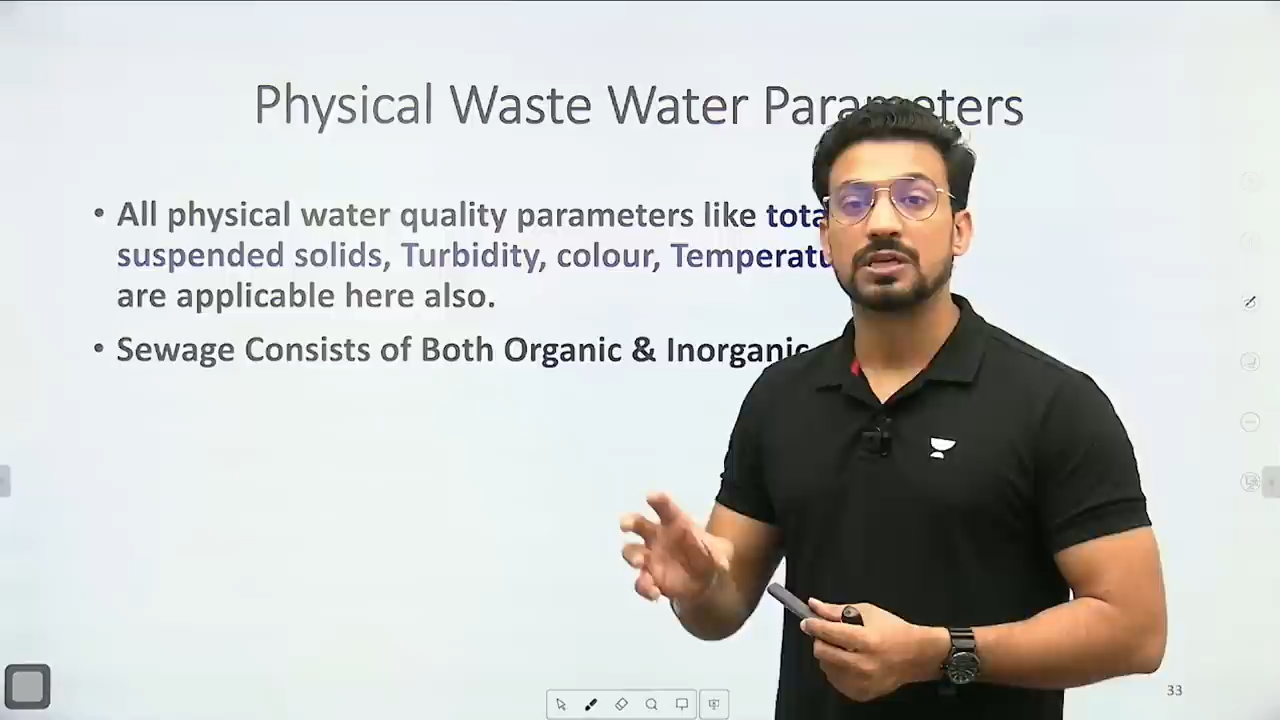 Physical Waste Water Parameters
• All physical water quality parameters like
suspended solids, Turbidity, colour,
are applicable here also.
• Sewage Consists of Both Organic & Inorganic
33